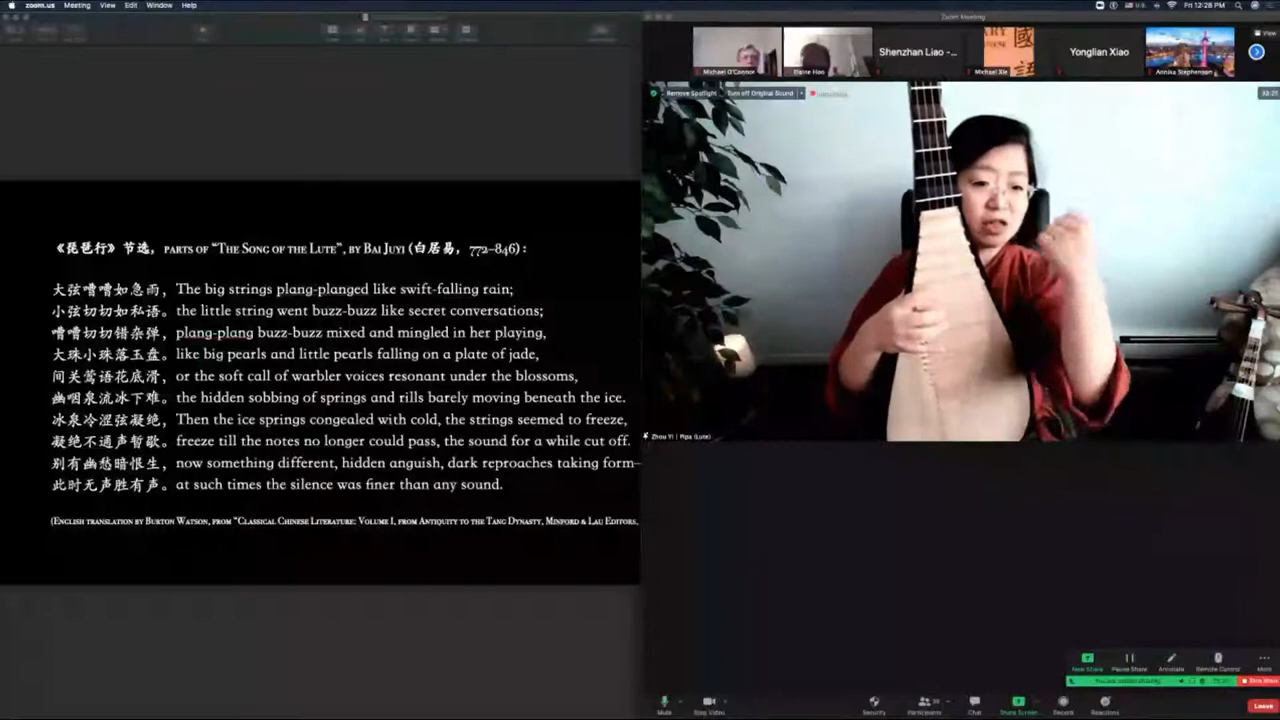 zoom.us Meeting View Edit Window Help
Fri 12:28 PM
Zoom Meeting
View
Shenzhan Liao -...
Yonglian Xiao
Michael O'Connor
Elaine Hoo
Michael Xie
Annika Stephenson
國
語
Remove Spotlight
Turn off Original Sound
《琵琶行》节选, PARTS OF “THE SONG OF THE LUTE”, BY BAI JUYI (白居易, 772–846) :
大弦嘈嘈如急雨, The big strings plang-planged like swift-falling rain;
小弦切切如私语。 the little string went buzz-buzz like secret conversations;
嘈嘈切切错杂弹, plang-plang buzz-buzz mixed and mingled in her playing,
大珠小珠落玉盘。 like big pearls and little pearls falling on a plate of jade,
间关莺语花底滑, or the soft call of warbler voices resonant under the blossoms,
幽咽泉流冰下难。 the hidden sobbing of springs and rills barely moving beneath the ice.
冰泉冷涩弦凝绝, Then the ice springs congealed with cold, the strings seemed to freeze,
凝绝不通声暂歇。 freeze till the notes no longer could pass, the sound for a while cut off.
别有幽愁暗恨生, now something different, hidden anguish, dark reproaches taking form—
此时无声胜有声。 at such times the silence was finer than any sound.
(ENGLISH TRANSLATION BY BURTON WATSON, FROM “CLASSICAL CHINESE LITERATURE: VOLUME I, FROM ANTIQUITY TO THE TANG DYNASTY, MINFORD & LAU EDITORS,
Zhou Yi | Pipa (Lute)
New Share Pause Share Annotate Remote Control More
Mute Stop Video Security Participants Chat Share Screen Record Reactions Leave